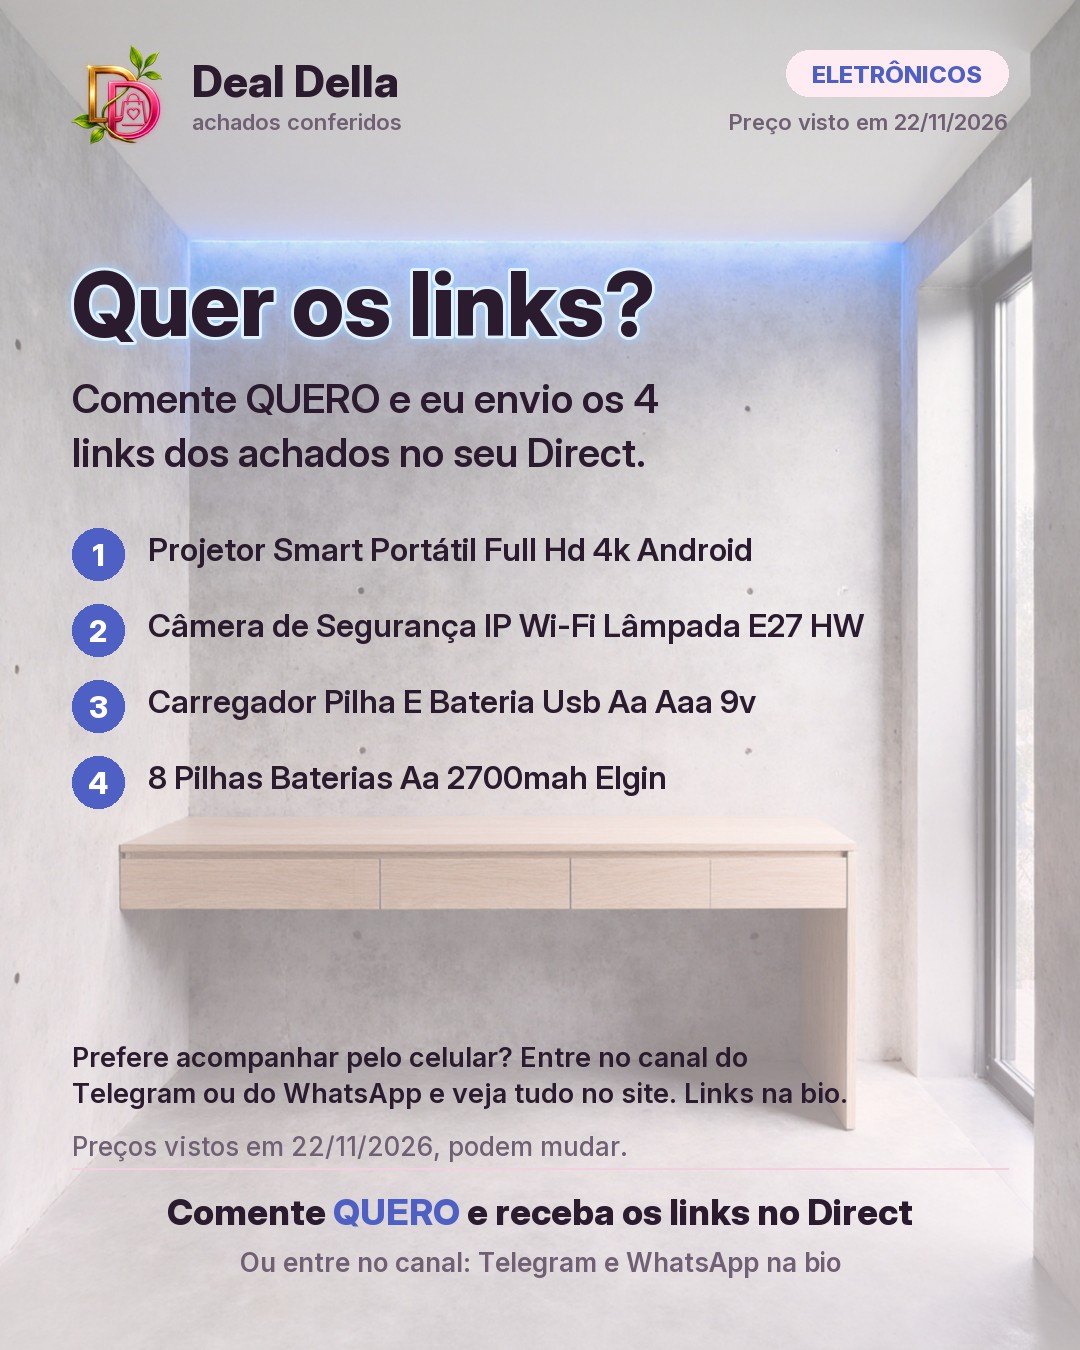 Deal Della
achados conferidos
ELETRÔNICOS
Preço visto em 22/11/2026
Quer os links?
Comente QUERO e eu envio os 4
links dos achados no seu Direct.
1 Projetor Smart Portátil Full Hd 4k Android
2 Câmera de Segurança IP Wi-Fi Lâmpada E27 HW
3 Carregador Pilha E Bateria Usb Aa Aaa 9v
4 8 Pilhas Baterias Aa 2700mah Elgin
Prefere acompanhar pelo celular? Entre no canal do
Telegram ou do WhatsApp e veja tudo no site. Links na bio.
Preços vistos em 22/11/2026, podem mudar.
Comente QUERO e receba os links no Direct
Ou entre no canal: Telegram e WhatsApp na bio